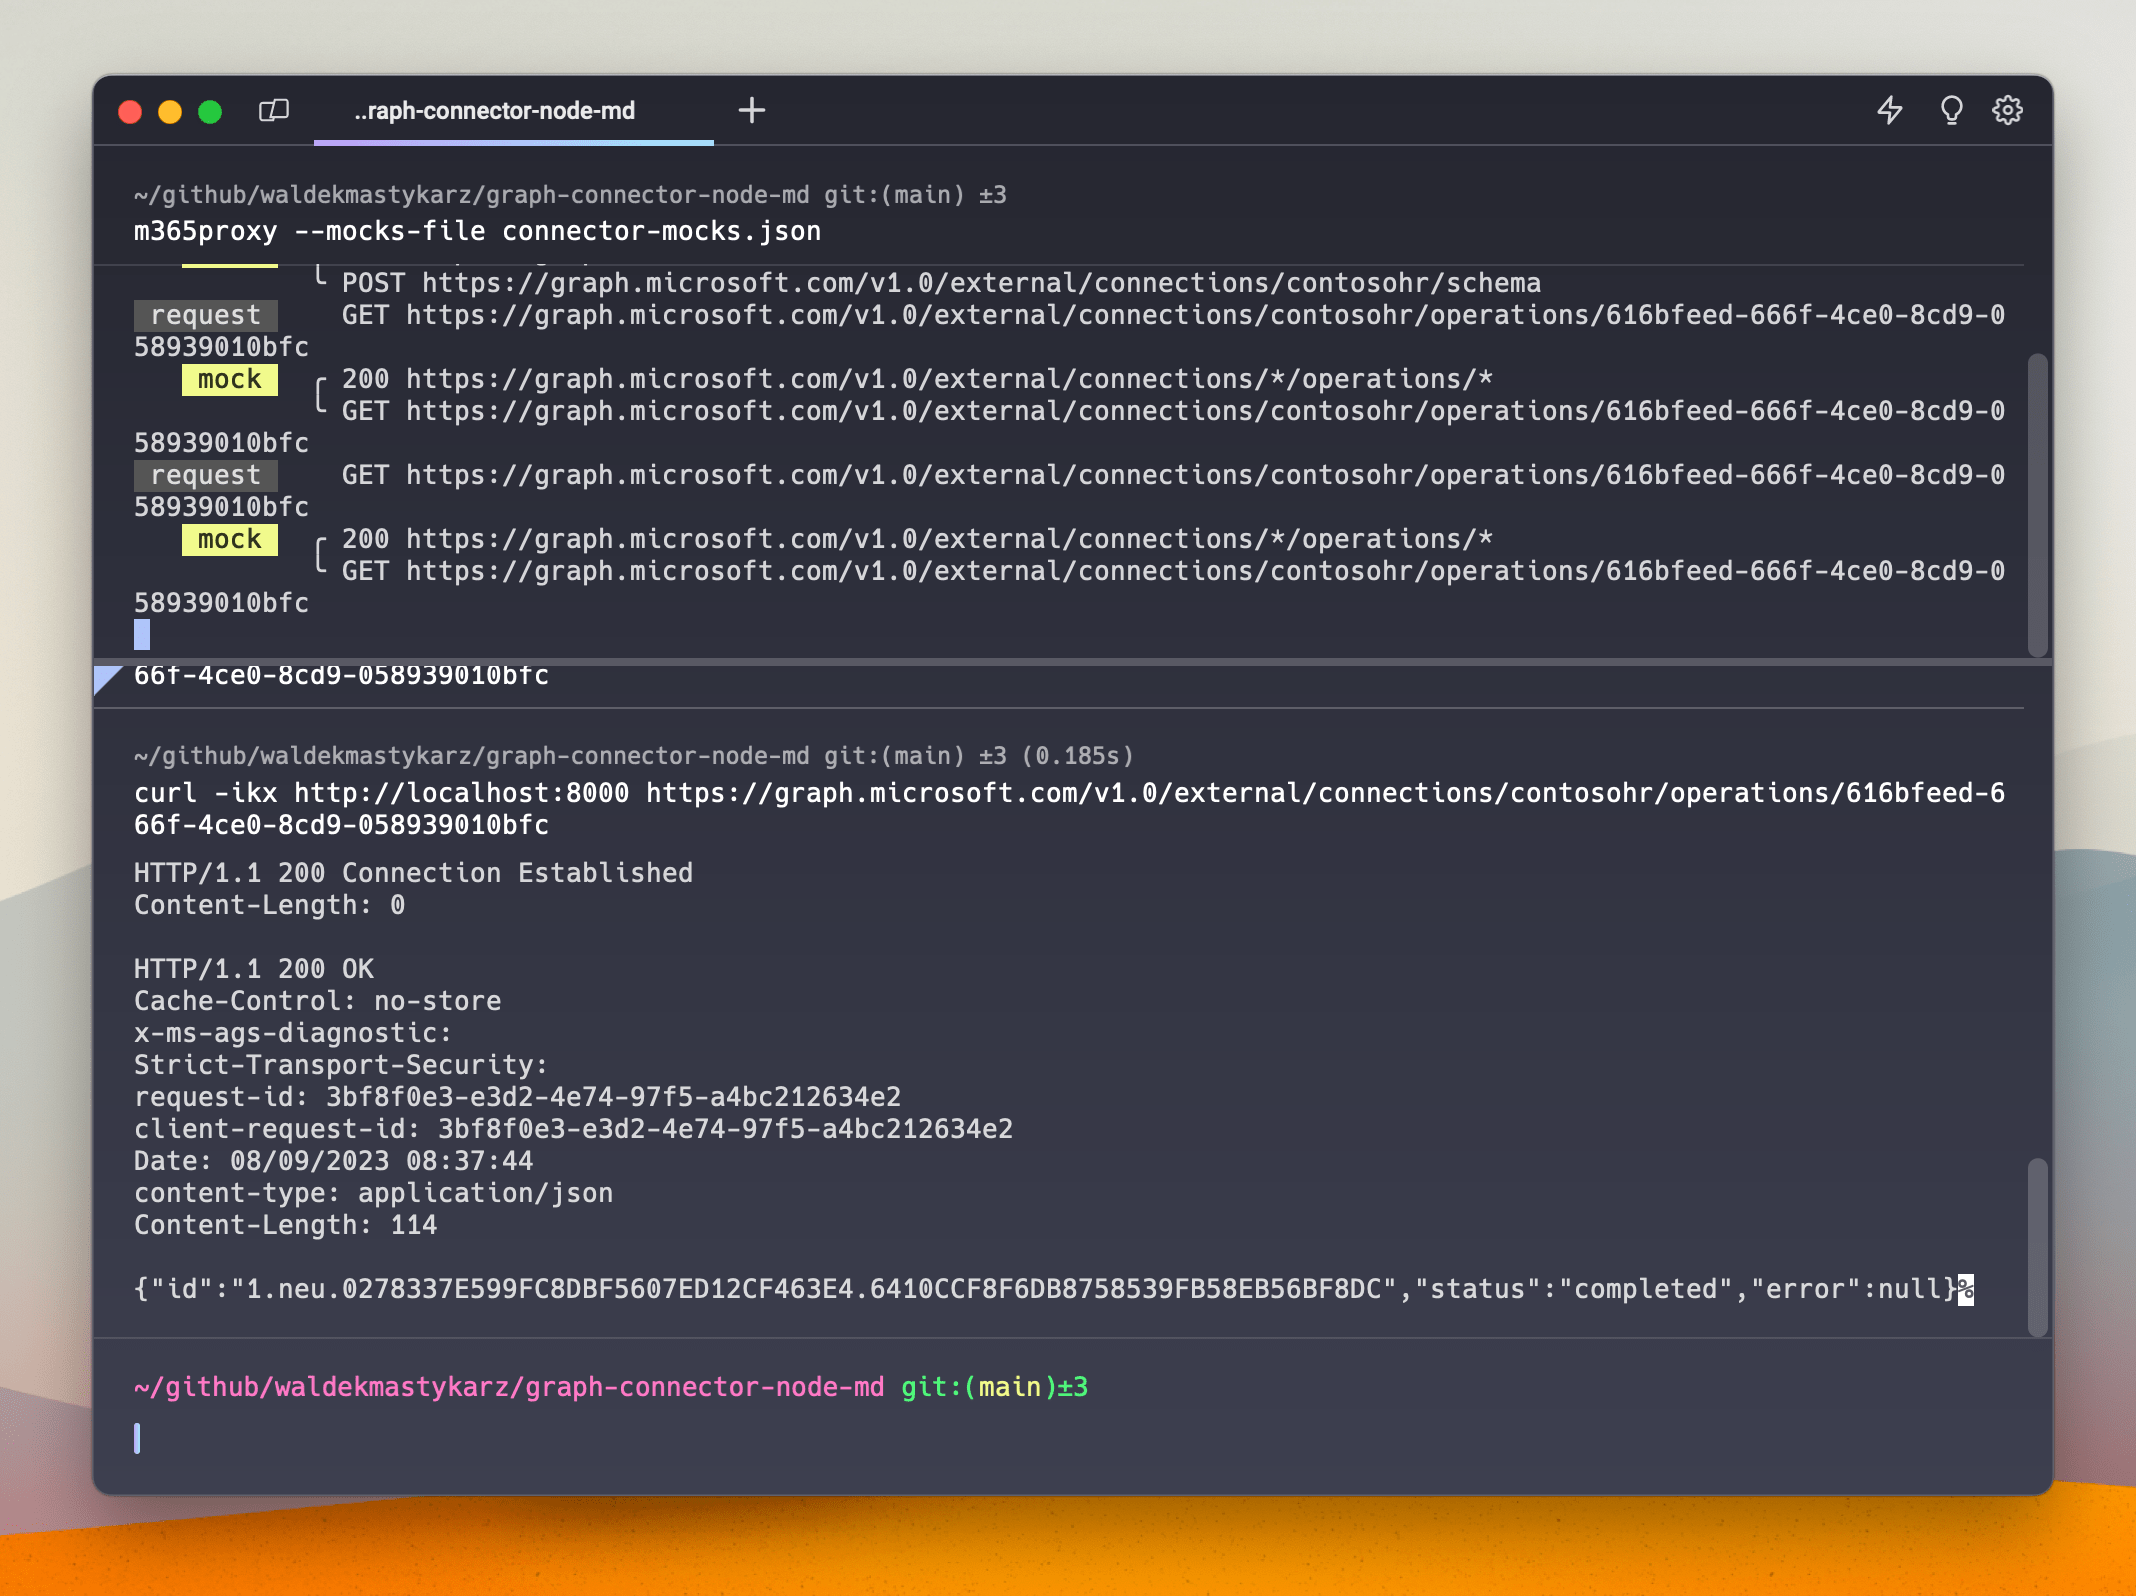 ..raph-connector-node-md
~/github/waldekmastykarz/graph-connector-node-md git:(main) ±3
m365proxy --mocks-file connector-mocks.json
POST https://graph.microsoft.com/v1.0/external/connections/contosohr/schema
request GET https://graph.microsoft.com/v1.0/external/connections/contosohr/operations/616bfeed-666f-4ce0-8cd9-0
58939010bfc
mock 200 https://graph.microsoft.com/v1.0/external/connections/*/operations/*
GET https://graph.microsoft.com/v1.0/external/connections/contosohr/operations/616bfeed-666f-4ce0-8cd9-0
58939010bfc
request GET https://graph.microsoft.com/v1.0/external/connections/contosohr/operations/616bfeed-666f-4ce0-8cd9-0
58939010bfc
mock 200 https://graph.microsoft.com/v1.0/external/connections/*/operations/*
GET https://graph.microsoft.com/v1.0/external/connections/contosohr/operations/616bfeed-666f-4ce0-8cd9-0
58939010bfc
66f-4ce0-8cd9-058939010bfc
~/github/waldekmastykarz/graph-connector-node-md git:(main) ±3 (0.185s)
curl -ikx http://localhost:8000 https://graph.microsoft.com/v1.0/external/connections/contosohr/operations/616bfeed-6
66f-4ce0-8cd9-058939010bfc
HTTP/1.1 200 Connection Established
Content-Length: 0
HTTP/1.1 200 OK
Cache-Control: no-store
x-ms-ags-diagnostic:
Strict-Transport-Security:
request-id: 3bf8f0e3-e3d2-4e74-97f5-a4bc212634e2
client-request-id: 3bf8f0e3-e3d2-4e74-97f5-a4bc212634e2
Date: 08/09/2023 08:37:44
content-type: application/json
Content-Length: 114
{"id":"1.neu.0278337E599FC8DBF5607ED12CF463E4.6410CCF8F6DB8758539FB58EB56BF8DC","status":"completed","error":null}%
~/github/waldekmastykarz/graph-connector-node-md git:(main)±3